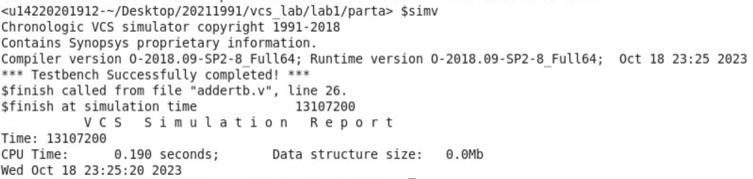 <u14220201912-~/Desktop/20211991/vcs_lab/lab1/parta> $simv
Chronologic VCS simulator copyright 1991-2018
Contains Synopsys proprietary information.
Compiler version O-2018.09-SP2-8_Full64; Runtime version O-2018.09-SP2-8_Full64;  Oct 18 23:25 2023
*** Testbench Successfully completed! ***
$finish called from file "addertb.v", line 26.
$finish at simulation time             13107200
           V C S   S i m u l a t i o n   R e p o r t
Time: 13107200
CPU Time:      0.190 seconds;       Data structure size:   0.0Mb
Wed Oct 18 23:25:20 2023